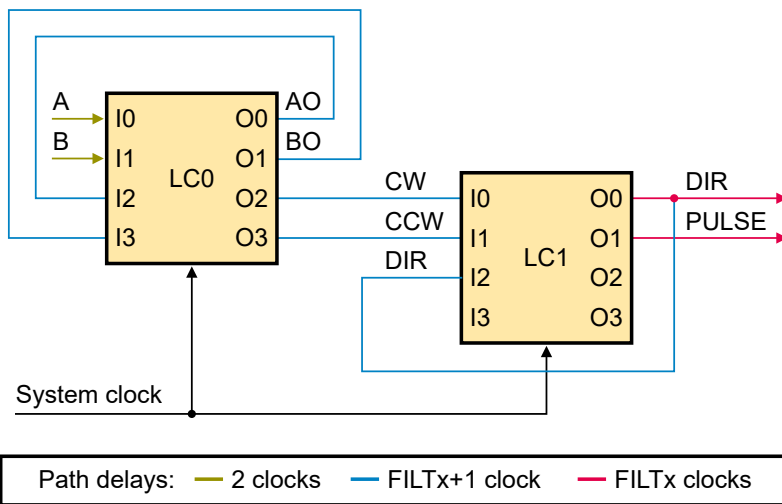 A
B
I0
I1
I2
I3
LC0
O0
O1
O2
O3
AO
BO
CW
CCW
DIR
I0
I1
I2
I3
LC1
O0
O1
O2
O3
DIR
PULSE
System clock
Path delays: 2 clocks FILTx+1 clock FILTx clocks